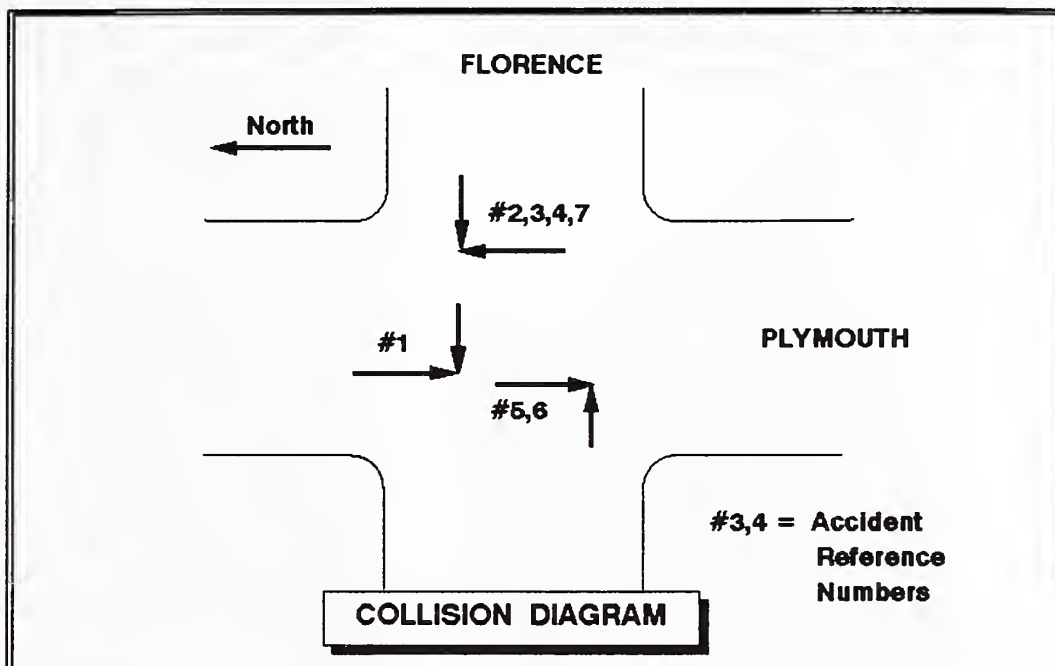 FLORENCE
North
#2,3,4,7
#1
PLYMOUTH
#5,6
#3,4 = Accident
Reference
Numbers
COLLISION DIAGRAM